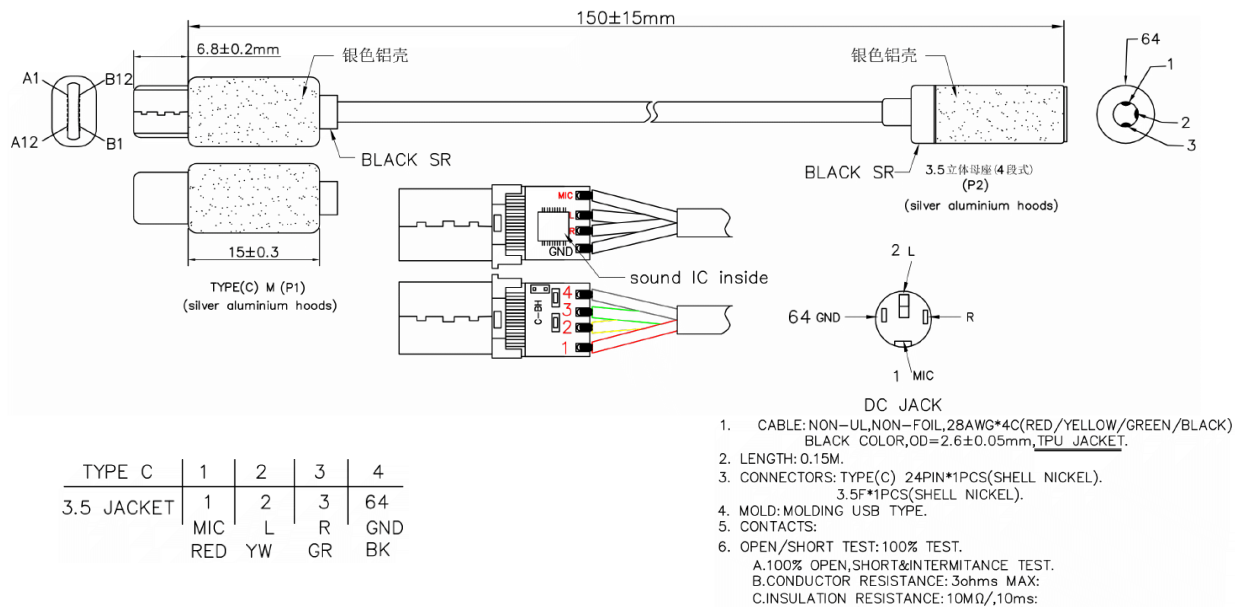 150±15mm
6.8±0.2mm
银色铝壳
银色铝壳
64
1
2
3
A1
B12
A12
B1
BLACK SR
BLACK SR
3.5立体母座(4段式)
(P2)
(silver aluminium hoods)
15±0.3
TYPE(C) M (P1)
(silver aluminium hoods)
MIC
L
R
GND
sound IC inside
4
3
2
1
C-BH
2 L
64 GND
R
1 MIC
DC JACK
1. CABLE:NON-UL,NON-FOIL,28AWG*4C(RED/YELLOW/GREEN/BLACK)
BLACK COLOR,OD=2.6±0.05mm,TPU JACKET.
2. LENGTH:0.15M.
3. CONNECTORS:TYPE(C) 24PIN*1PCS(SHELL NICKEL).
3.5F*1PCS(SHELL NICKEL).
4. MOLD:MOLDING USB TYPE.
5. CONTACTS:
6. OPEN/SHORT TEST:100% TEST.
A.100% OPEN,SHORT&INTERMITANCE TEST.
B.CONDUCTOR RESISTANCE:3ohms MAX:
C.INSULATION RESISTANCE:10MΩ/,10ms:
TYPE C 1 2 3 4
3.5 JACKET 1 2 3 64
MIC L R GND
RED YW GR BK